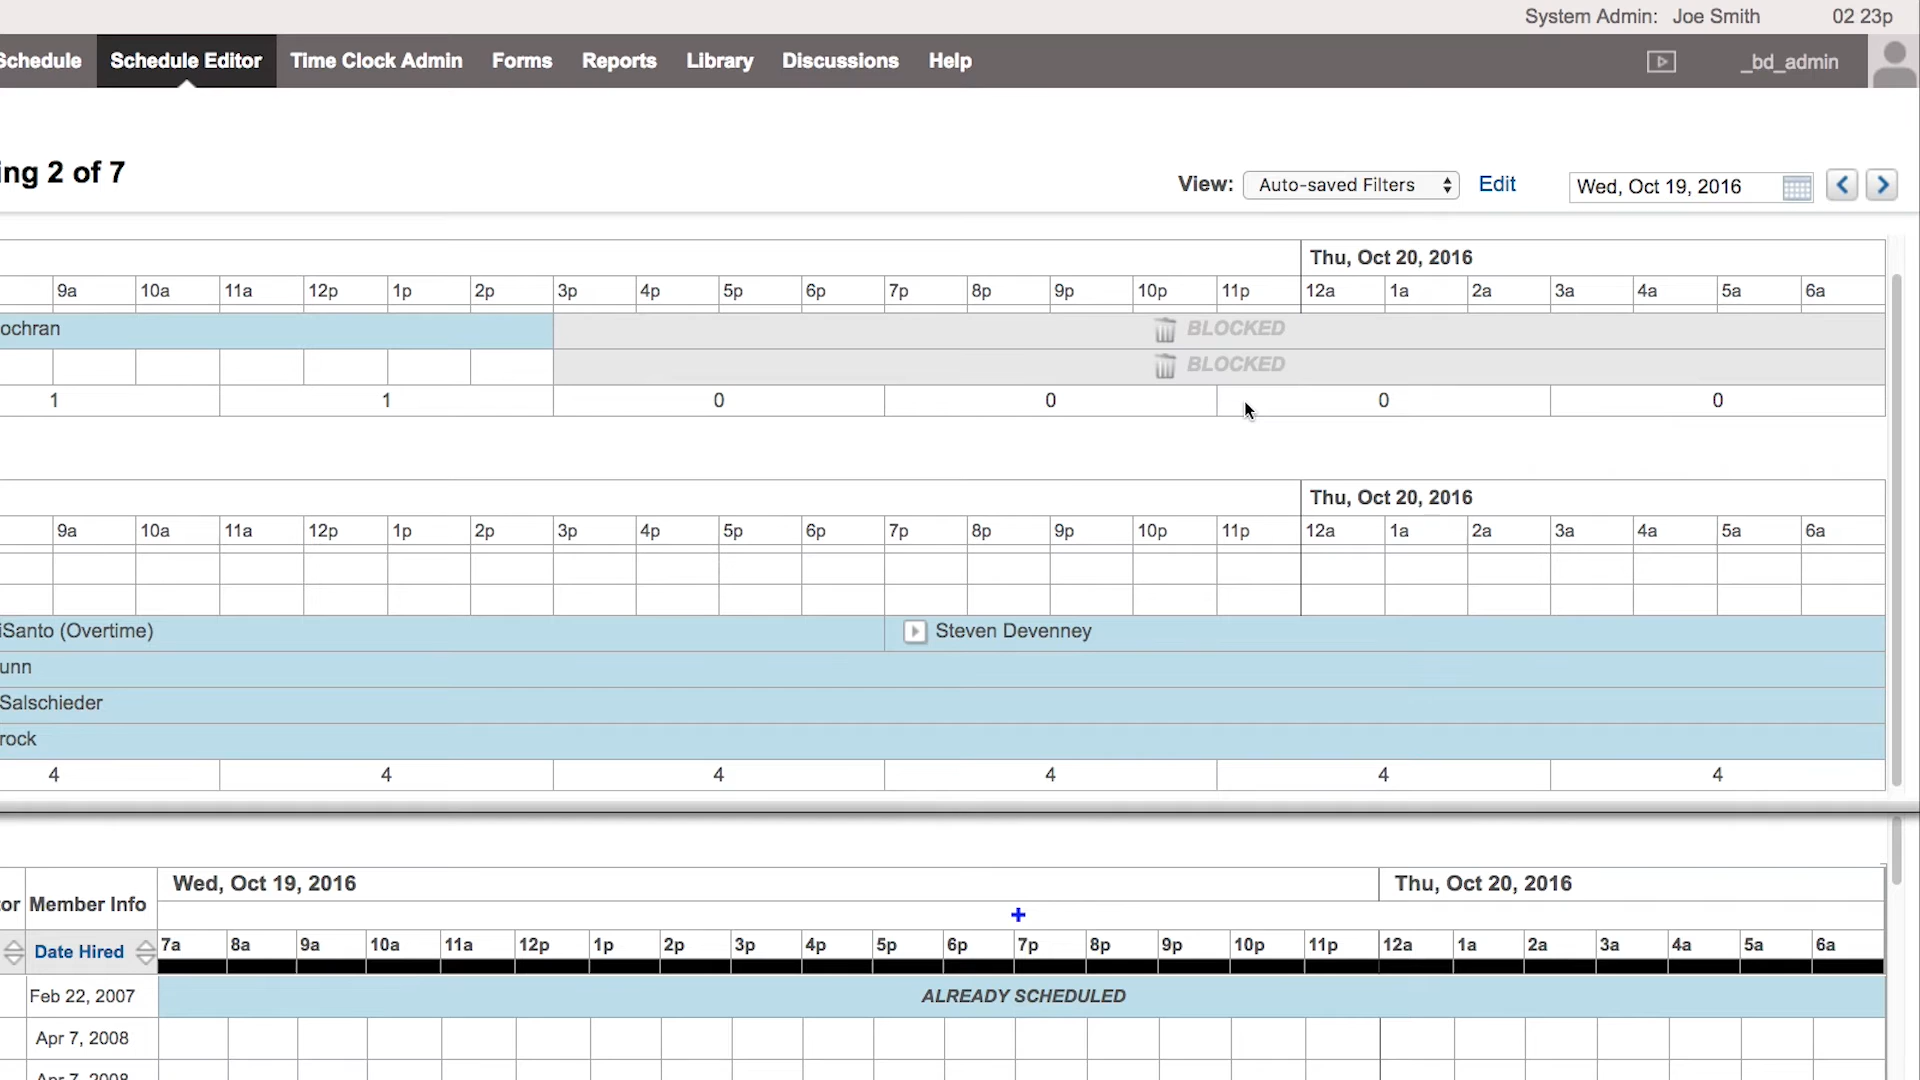 System Admin: Joe Smith 02 23p
Schedule Schedule Editor Time Clock Admin Forms Reports Library Discussions Help _bd_admin
ing 2 of 7
View: Auto-saved Filters Edit Wed, Oct 19, 2016
Thu, Oct 20, 2016
9a 10a 11a 12p 1p 2p 3p 4p 5p 6p 7p 8p 9p 10p 11p 12a 1a 2a 3a 4a 5a 6a
ochran BLOCKED
BLOCKED
1 1 0 0 0 0
Thu, Oct 20, 2016
9a 10a 11a 12p 1p 2p 3p 4p 5p 6p 7p 8p 9p 10p 11p 12a 1a 2a 3a 4a 5a 6a
iSanto (Overtime) Steven Devenney
unn
Salschieder
rock
4 4 4 4 4 4
Wed, Oct 19, 2016 Thu, Oct 20, 2016
or Member Info
+
Date Hired 7a 8a 9a 10a 11a 12p 1p 2p 3p 4p 5p 6p 7p 8p 9p 10p 11p 12a 1a 2a 3a 4a 5a 6a
Feb 22, 2007 ALREADY SCHEDULED
Apr 7, 2008
Apr 7, 2008